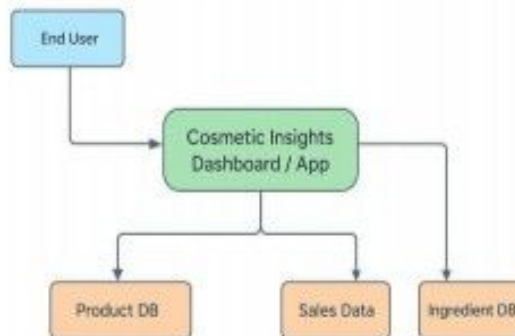 End User
Cosmetic Insights
Dashboard / App
Product DB
Sales Data
Ingredient DB